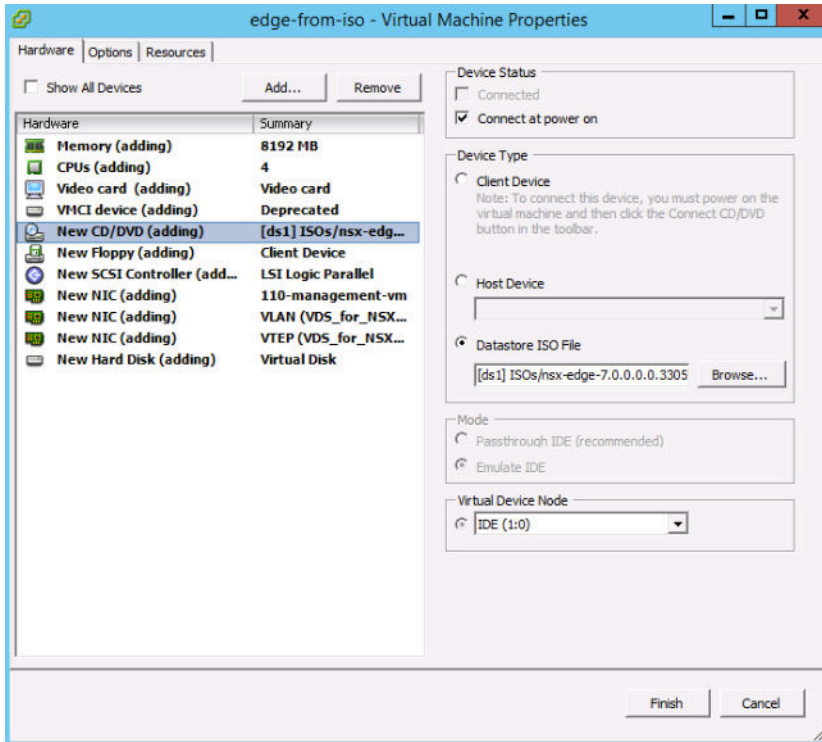 edge-from-iso - Virtual Machine Properties
Hardware Options Resources
Show All Devices Add... Remove
Hardware Summary
Memory (adding) 8192 MB
CPUs (adding) 4
Video card (adding) Video card
VMCI device (adding) Deprecated
New CD/DVD (adding) [ds1] ISOs/nsx-edg...
New Floppy (adding) Client Device
New SCSI Controller (add... LSI Logic Parallel
New NIC (adding) 110-management-vm
New NIC (adding) VLAN (VDS_for_NSX...
New NIC (adding) VTEP (VDS_for_NSX...
New Hard Disk (adding) Virtual Disk
Device Status
Connected
Connect at power on
Device Type
Client Device
Note: To connect this device, you must power on the
virtual machine and then click the Connect CD/DVD
button in the toolbar.
Host Device
Datastore ISO File
[ds1] ISOs/nsx-edge-7.0.0.0.0.3305 Browse...
Mode
Passthrough IDE (recommended)
Emulate IDE
Virtual Device Node
IDE (1:0)
Finish Cancel